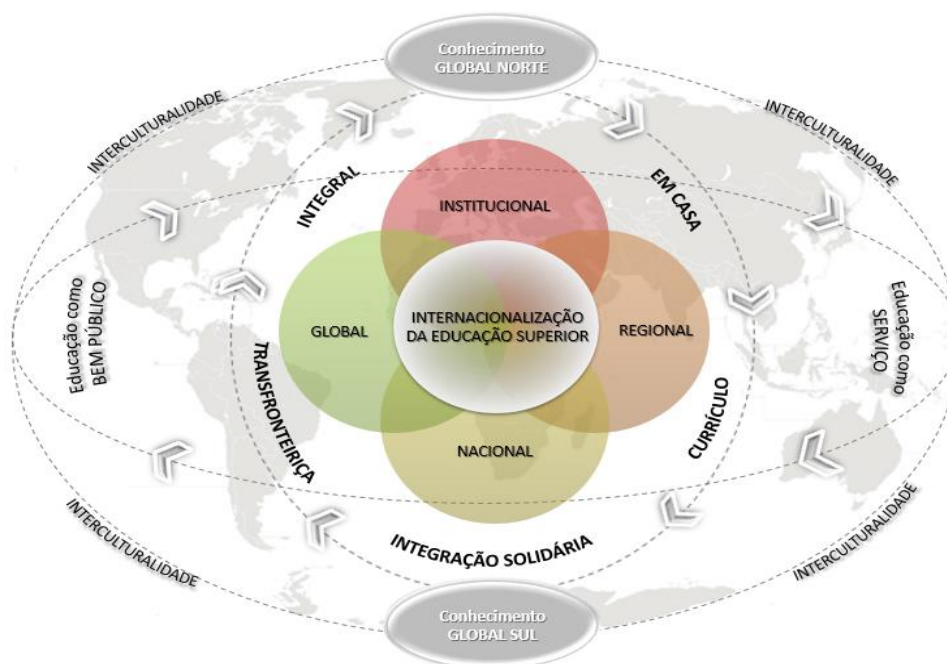 Conhecimento
GLOBAL NORTE
INTERCULTURALIDADE
INTERCULTURALIDADE
INTEGRAL
EM CASA
INSTITUCIONAL
Educação como
BEM PÚBLICO
GLOBAL
INTERNACIONALIZAÇÃO
DA EDUCAÇÃO SUPERIOR
REGIONAL
Educação como
SERVIÇO
TRANSFRONTEIRIÇA
CURRÍCULO
NACIONAL
INTEGRAÇÃO SOLIDÁRIA
INTERCULTURALIDADE
INTERCULTURALIDADE
Conhecimento
GLOBAL SUL